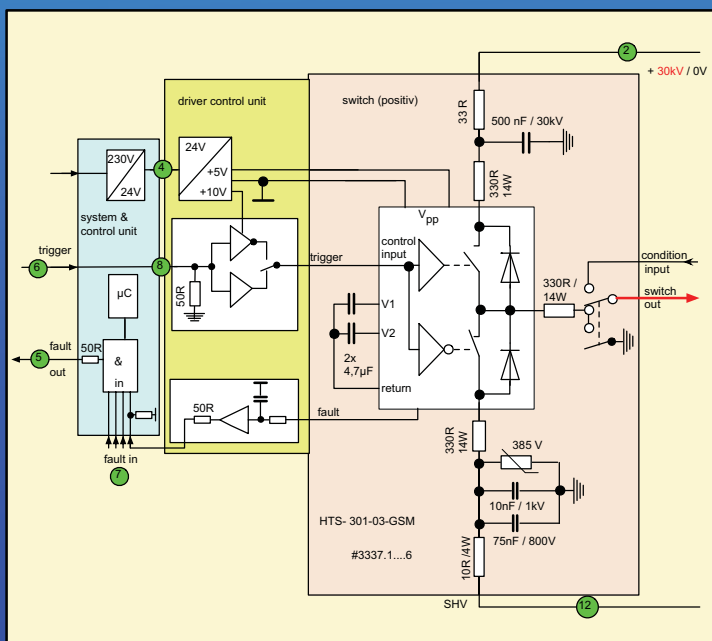 2
+ 30kV / 0V
driver control unit
switch (positiv)
33 R
500 nF / 30kV
230V
24V
4
24V
+5V
+10V
330R
14W
system &
control unit
Vpp
trigger
6
8
control
input
trigger
condition
input
50R
µC
330R /
14W
switch
out
V1
V2
2x
4,7µF
return
fault
out
5
50R
&
in
50R
fault
fault in
7
330R
14W
385 V
10nF / 1kV
75nF / 800V
HTS- 301-03-GSM
#3337.1....6
10R /4W
SHV
12